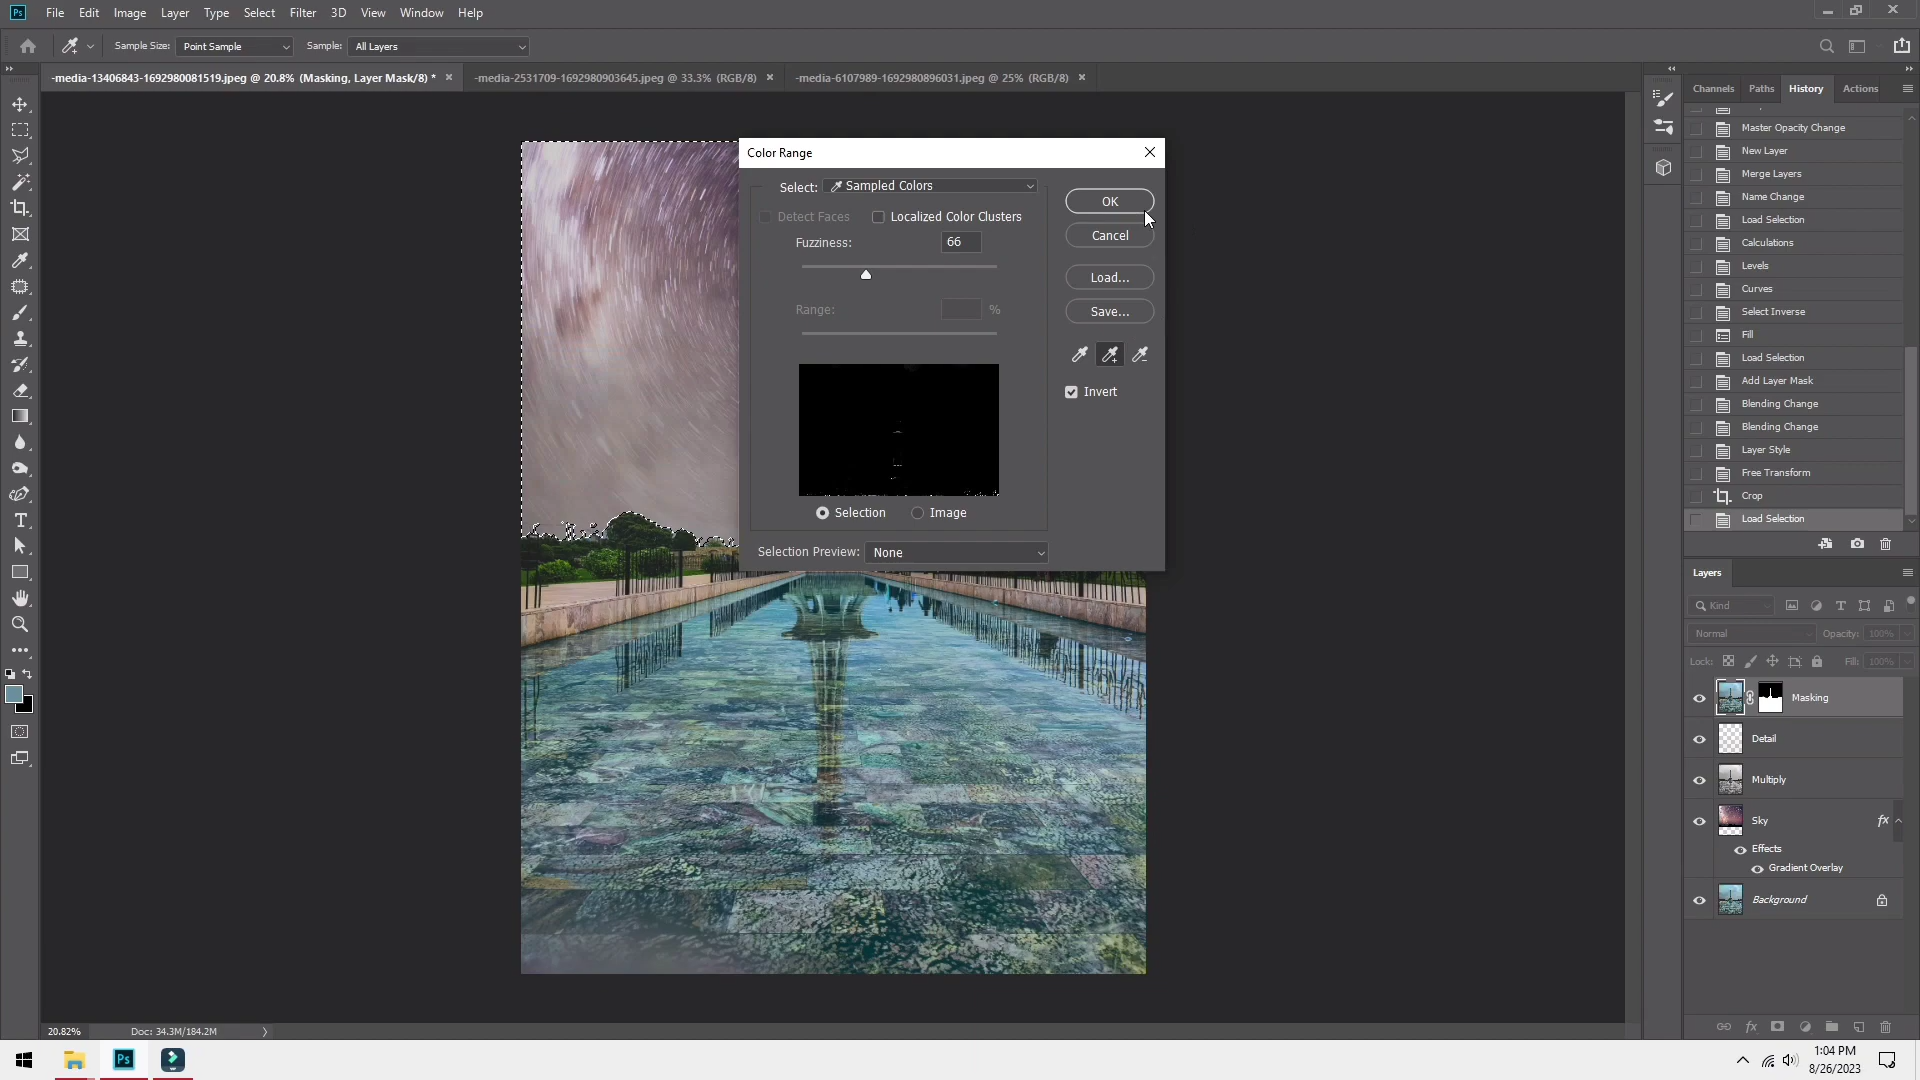 Ps File Edit Image Layer Type Select Filter 3D View Window Help
Sample Size: Point Sample Sample: All Layers
-media-13406843-1692980081519.jpeg @ 20.8% (Masking, Layer Mask/8) * × -media-2531709-1692980903645.jpeg @ 33.3% (RGB/8) × -media-6107989-1692980896031.jpeg @ 25% (RGB/8) ×
Color Range
Select: Sampled Colors
Detect Faces Localized Color Clusters
Fuzziness: 66
Range: %
Selection Image
Selection Preview: None
OK
Cancel
Load...
Save...
Invert
Channels Paths History Actions
Master Opacity Change
New Layer
Merge Layers
Name Change
Load Selection
Calculations
Levels
Curves
Select Inverse
Fill
Load Selection
Add Layer Mask
Blending Change
Blending Change
Layer Style
Free Transform
Crop
Load Selection
Layers
Kind
Normal Opacity: 100%
Lock: Fill: 100%
Masking
Detail
Multiply
Sky fx
Effects
Gradient Overlay
Background
fx
20.82% Doc: 34.3M/184.2M
Ps
1:04 PM
8/26/2023